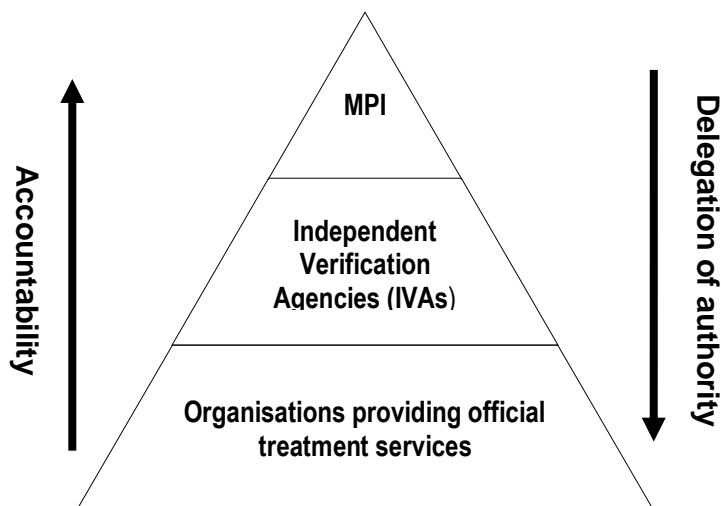 Accountability
MPI
Independent
Verification
Agencies (IVAs)
Organisations providing official
treatment services
Delegation of authority